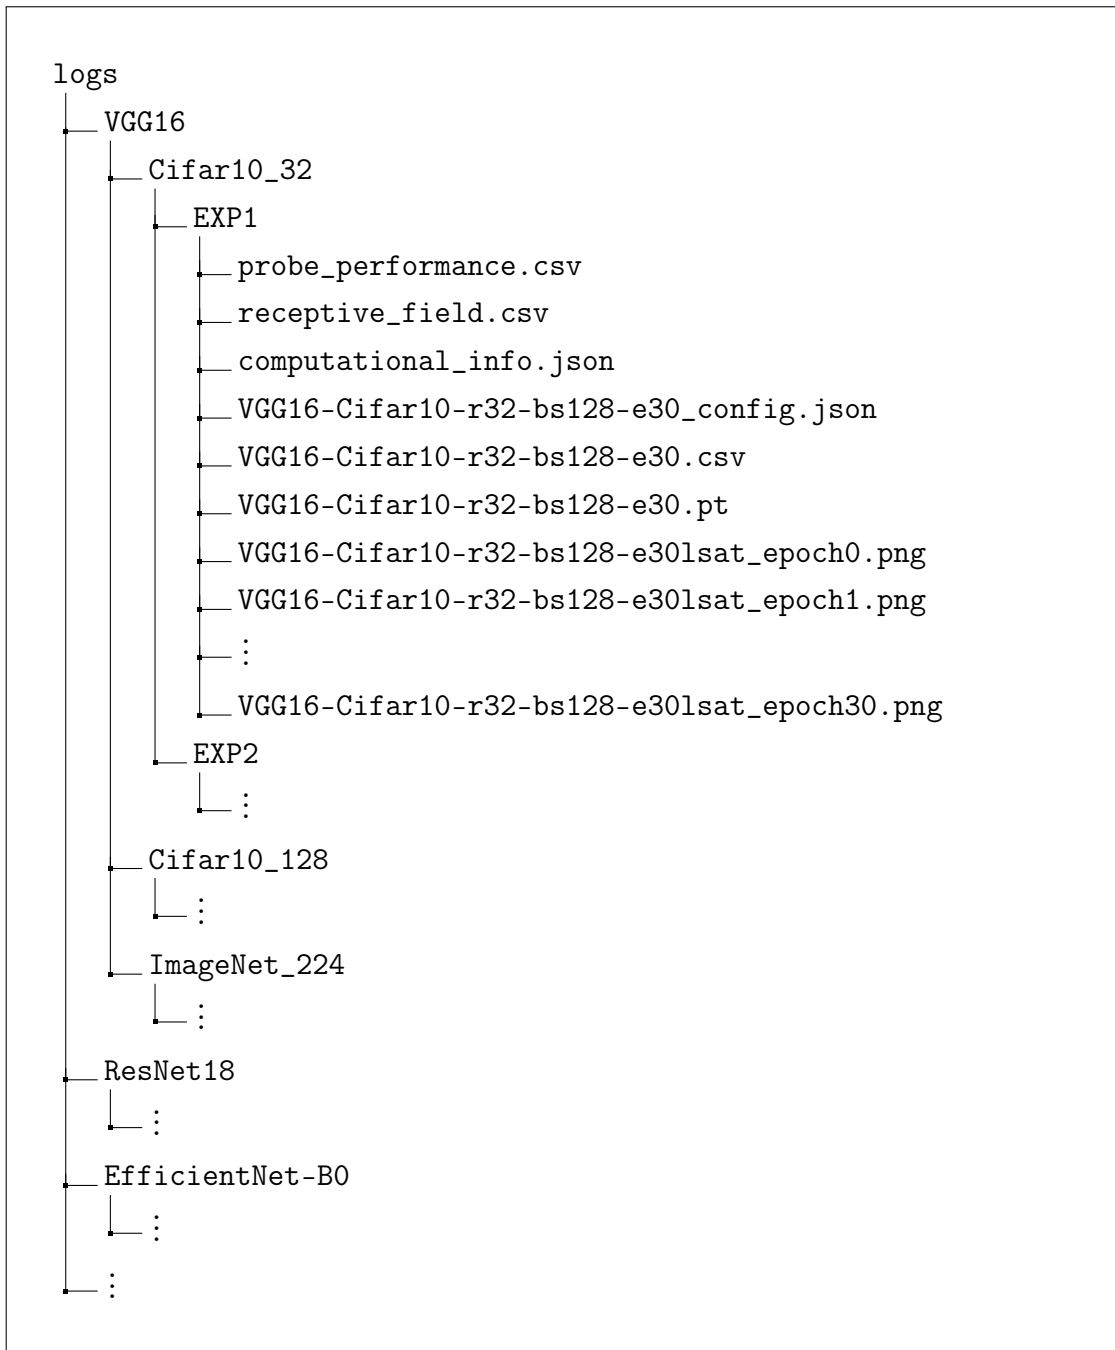 logs
VGG16
Cifar10_32
EXP1
probe_performance.csv
receptive_field.csv
computational_info.json
VGG16-Cifar10-r32-bs128-e30_config.json
VGG16-Cifar10-r32-bs128-e30.csv
VGG16-Cifar10-r32-bs128-e30.pt
VGG16-Cifar10-r32-bs128-e30lsat_epoch0.png
VGG16-Cifar10-r32-bs128-e30lsat_epoch1.png
⋮
VGG16-Cifar10-r32-bs128-e30lsat_epoch30.png
EXP2
⋮
Cifar10_128
⋮
ImageNet_224
⋮
ResNet18
⋮
EfficientNet-B0
⋮
⋮